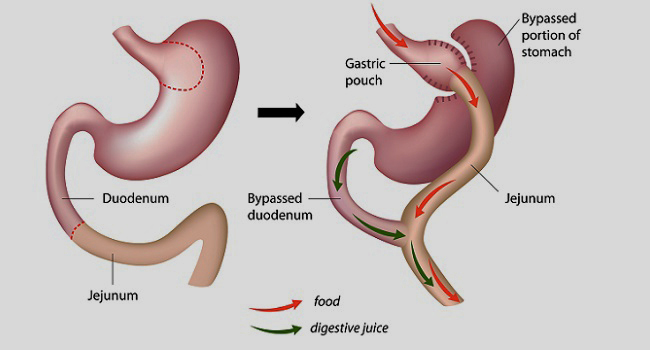 Duodenum
Jejunum
Bypassed
portion of
stomach
Gastric
pouch
Bypassed
duodenum
Jejunum
food
digestive juice